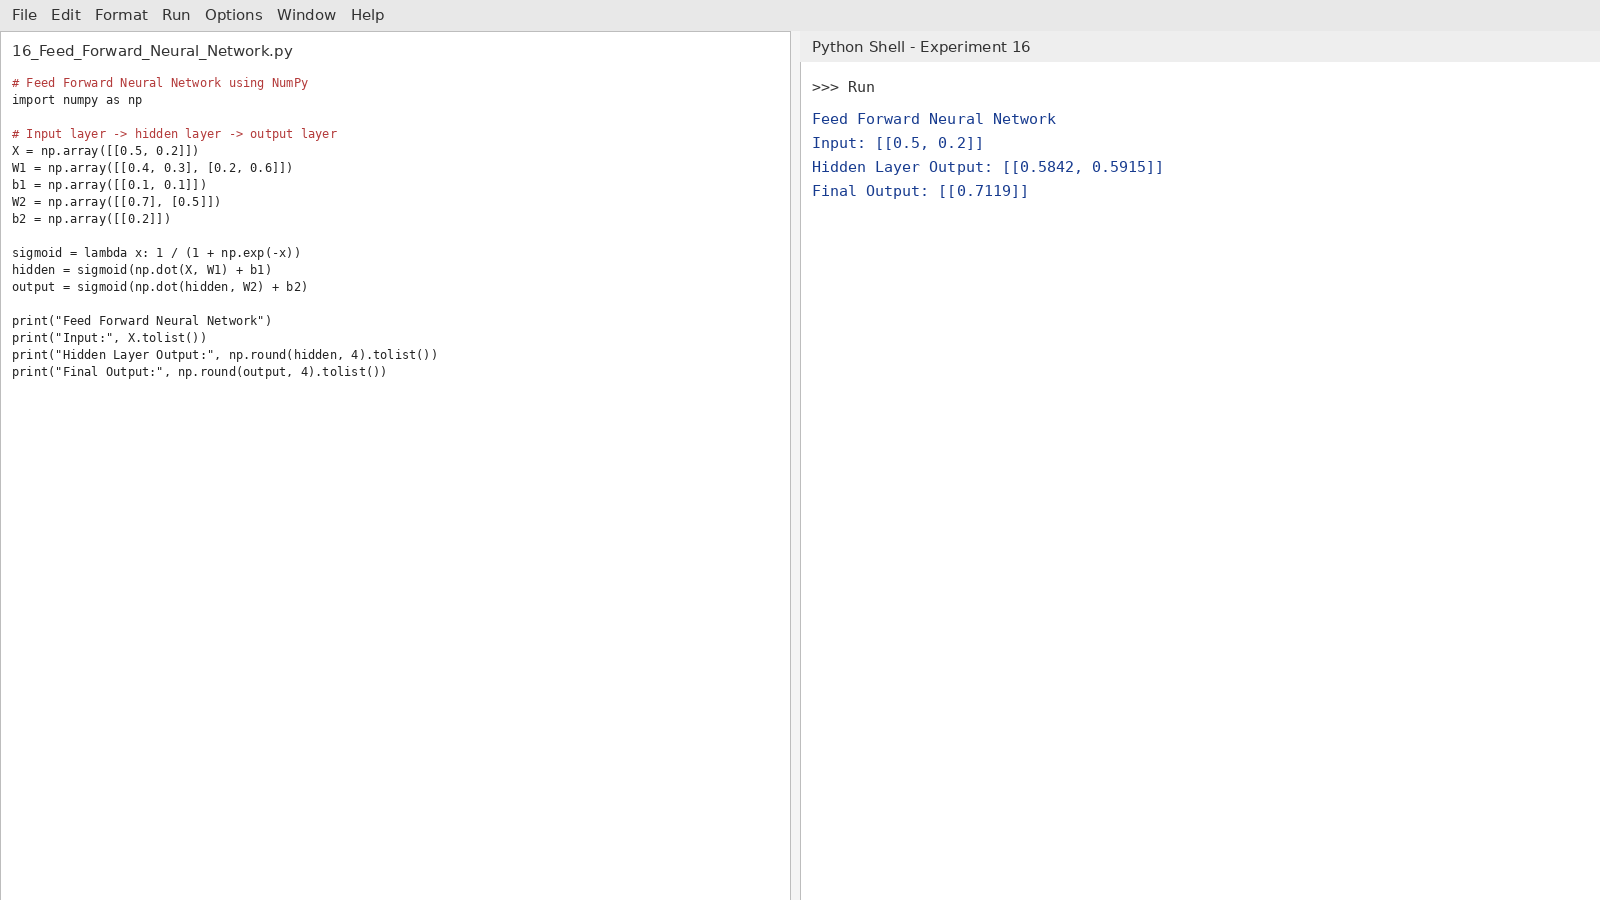 File Edit Format Run Options Window Help
16_Feed_Forward_Neural_Network.py
# Feed Forward Neural Network using NumPy
import numpy as np
# Input layer -> hidden layer -> output layer
X = np.array([[0.5, 0.2]])
W1 = np.array([[0.4, 0.3], [0.2, 0.6]])
b1 = np.array([[0.1, 0.1]])
W2 = np.array([[0.7], [0.5]])
b2 = np.array([[0.2]])
sigmoid = lambda x: 1 / (1 + np.exp(-x))
hidden = sigmoid(np.dot(X, W1) + b1)
output = sigmoid(np.dot(hidden, W2) + b2)
print("Feed Forward Neural Network")
print("Input:", X.tolist())
print("Hidden Layer Output:", np.round(hidden, 4).tolist())
print("Final Output:", np.round(output, 4).tolist())
Python Shell - Experiment 16
>>> Run
Feed Forward Neural Network
Input: [[0.5, 0.2]]
Hidden Layer Output: [[0.5842, 0.5915]]
Final Output: [[0.7119]]